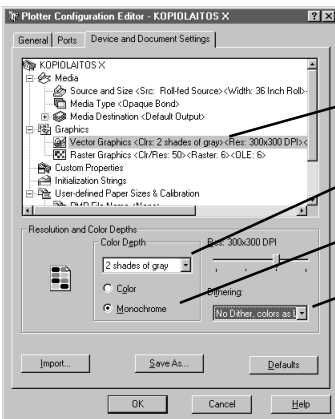 Plotter Configuration Editor - KOPIOLAITOS X
General
Ports
Device and Document Settings
KOPIOLAITOS X
Media
Source and Size <Src: Roll-fed Source><Width: 36 Inch Roll>
Media Type <Opaque Bond>
Media Destination <Default Output>
Graphics
Vector Graphics <Clrs: 2 shades of gray><Res: 300x300 DPI><
Raster Graphics <Clr/Res: 50><Raster: 6><OLE: 6>
Custom Properties
Initialization Strings
User-defined Paper Sizes & Calibration
PMP File Name <None>
Resolution and Color Depths
Color Depth
Res: 300x300 DPI
2 shades of gray
Color
Monochrome
Dithering:
No Dither, colors as
Import...
Save As...
Defaults
OK
Cancel
Help